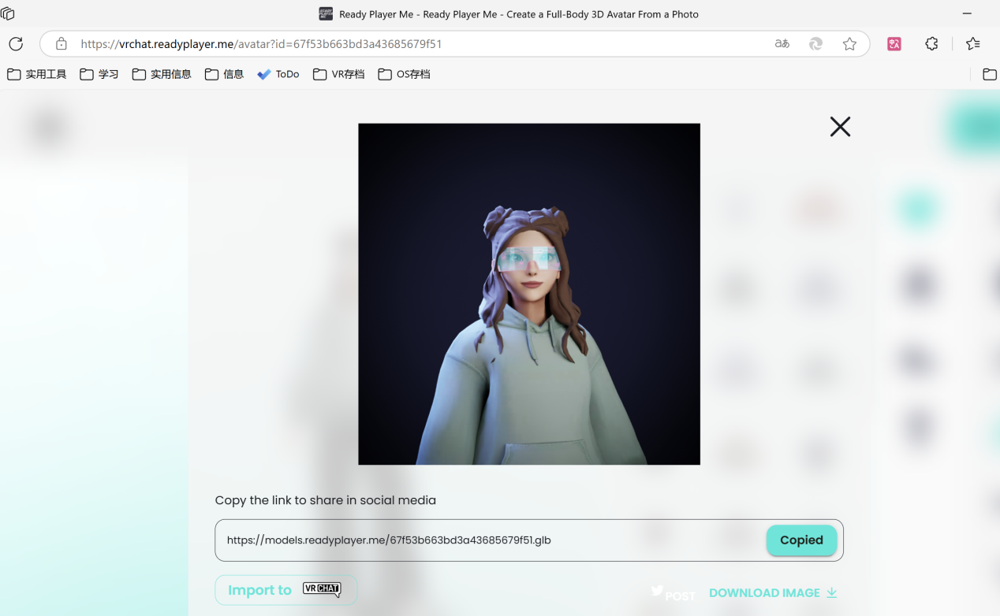 Ready Player Me - Ready Player Me - Create a Full-Body 3D Avatar From a Photo
https://vrchat.readyplayer.me/avatar?id=67f53b663bd3a43685679f51
aあ
实用工具 学习 实用信息 信息 ToDo VR存档 OS存档
Copy the link to share in social media
https://models.readyplayer.me/67f53b663bd3a43685679f51.glb Copied
Import to VRCHAT POST DOWNLOAD IMAGE